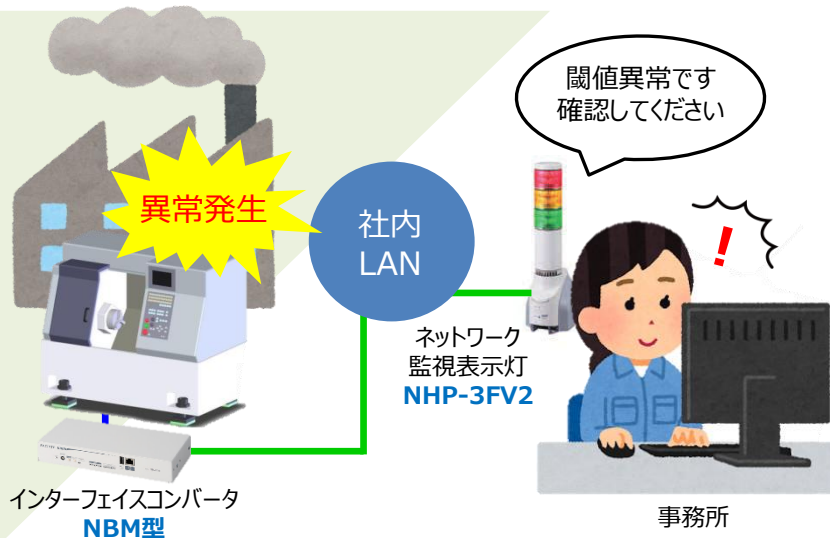 閾値異常です
確認してください
異常発生
社内
LAN
!
ネットワーク
監視表示灯
NHP-3FV2
インターフェイスコンバータ
NBM型
事務所